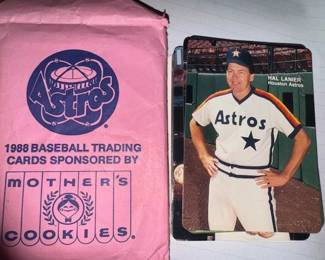 Astros
1988 BASEBALL TRADING
CARDS SPONSORED BY
MOTHER'S
COOKIES®
HAL LANIER
Houston Astros
Astros